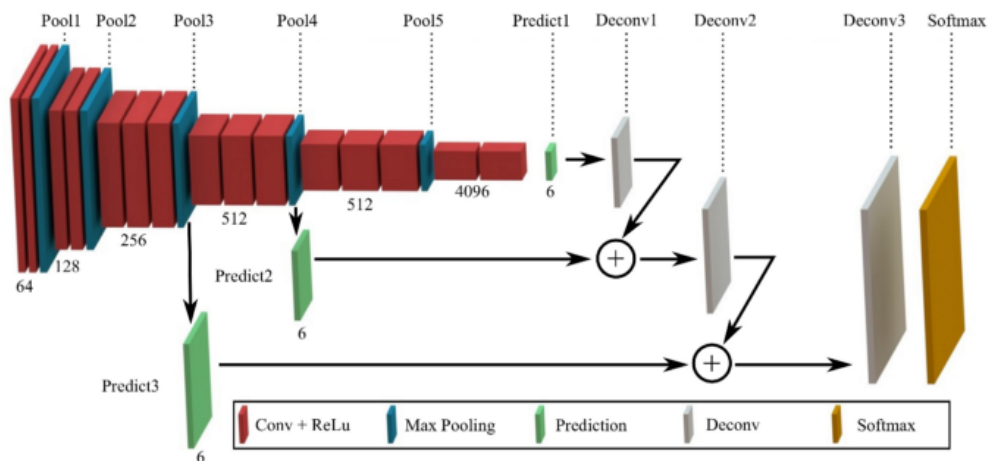 Pool1 Pool2 Pool3 Pool4 Pool5 Predict1 Deconv1 Deconv2 Deconv3 Softmax
64
128
256
512
512
4096
6
Predict2
6
Predict3
6
Conv + ReLu Max Pooling Prediction Deconv Softmax